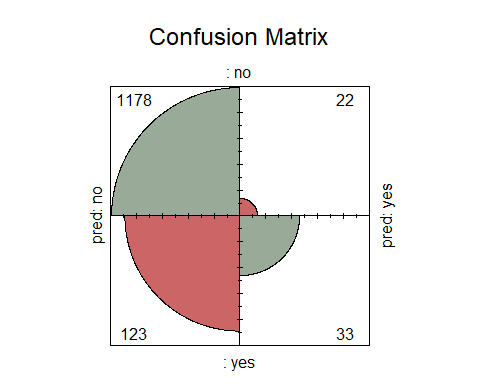 Confusion Matrix
: no
1178
22
pred: no
pred: yes
123
33
: yes